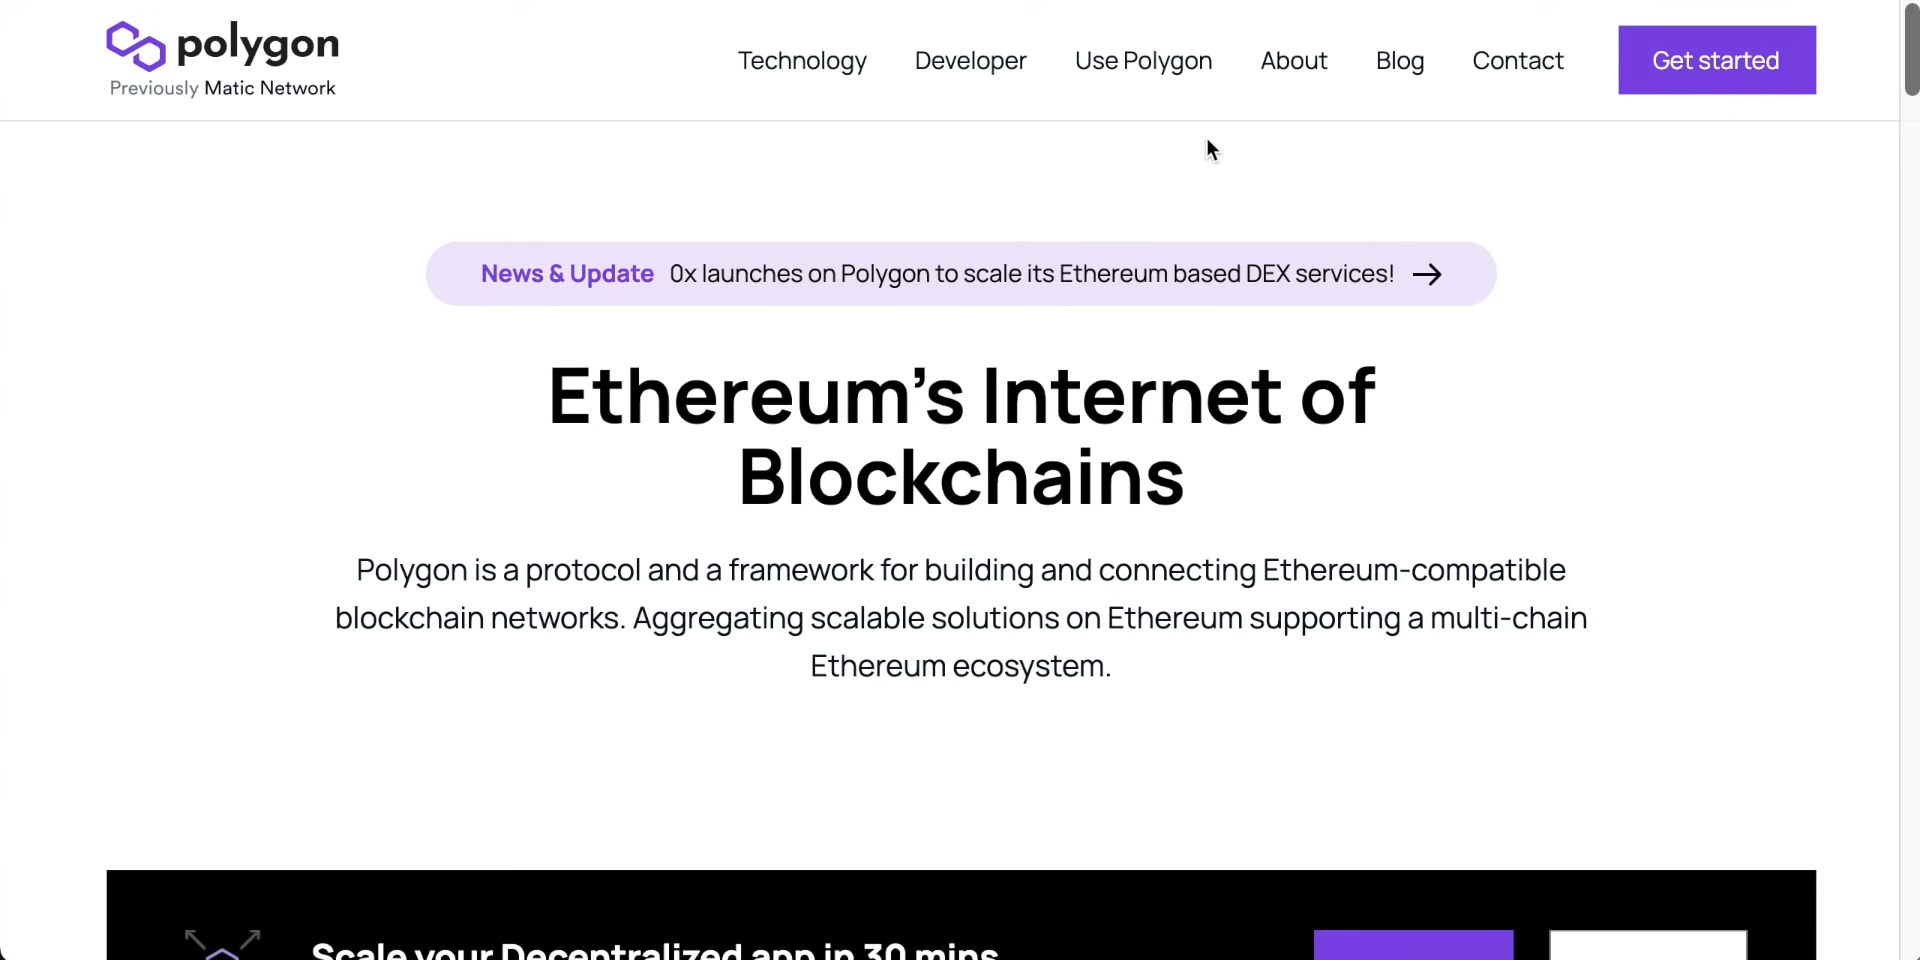 polygon
Previously Matic Network
Technology
Developer
Use Polygon
About
Blog
Contact
Get started
News & Update 0x launches on Polygon to scale its Ethereum based DEX services!
Ethereum’s Internet of
Blockchains
Polygon is a protocol and a framework for building and connecting Ethereum-compatible
blockchain networks. Aggregating scalable solutions on Ethereum supporting a multi-chain
Ethereum ecosystem.
Scale your Decentralized app in 30 mins